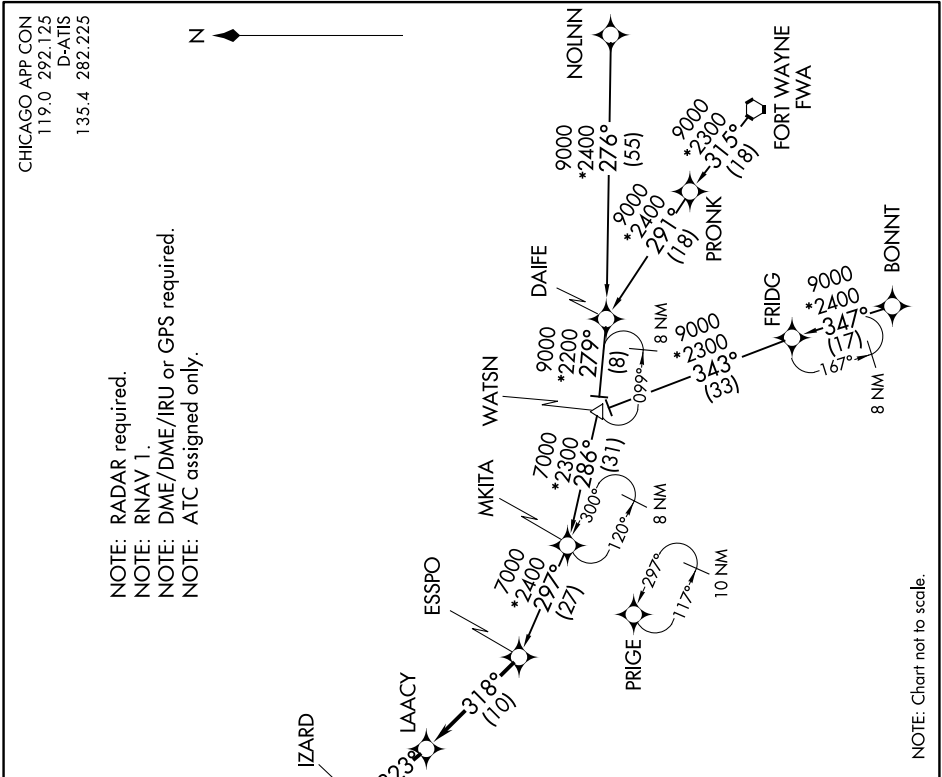 CHICAGO APP CON
119.0 292.125
D-ATIS
135.4 282.225
N
NOTE: RADAR required.
NOTE: RNAV 1.
NOTE: DME/DME/IRU or GPS required.
NOTE: ATC assigned only.
NOLNN
9000
*2400
276°
(55)
FORT WAYNE
FWA
9000
*2300
315°
(18)
PRONK
9000
*2400
291°
(18)
DAIFE
9000
*2200
279°
(8)
8 NM
099°
WATSN
BONNT
9000
*2400
347°
(17)
167°
8 NM
FRIDG
9000
*2300
343°
(33)
7000
*2300
286°
(31)
MKITA
300°
120°
8 NM
7000
*2400
297°
(27)
ESSPO
PRIGE
297°
117°
10 NM
318°
(10)
LAACY
IZARD
NOTE: Chart not to scale.